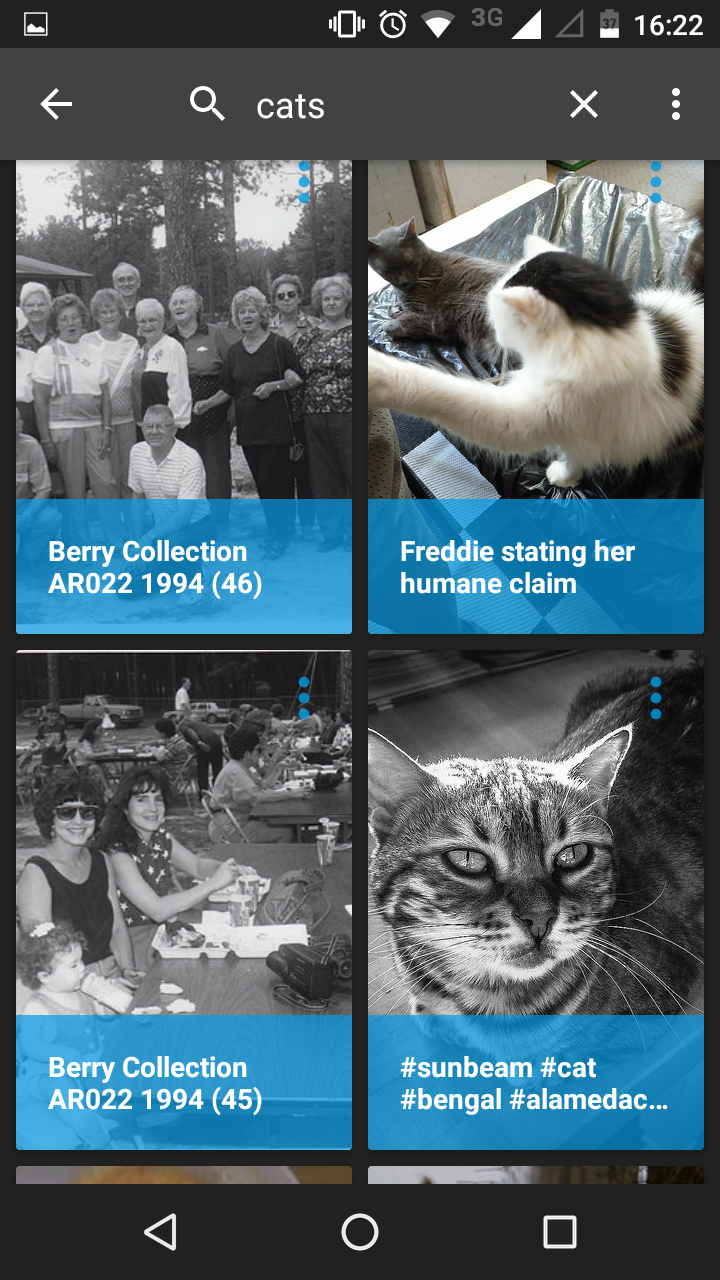 3G 37 16:22
cats
Berry Collection
AR022 1994 (46)
Freddie stating her
humane claim
Berry Collection
AR022 1994 (45)
#sunbeam #cat
#bengal #alamedac...